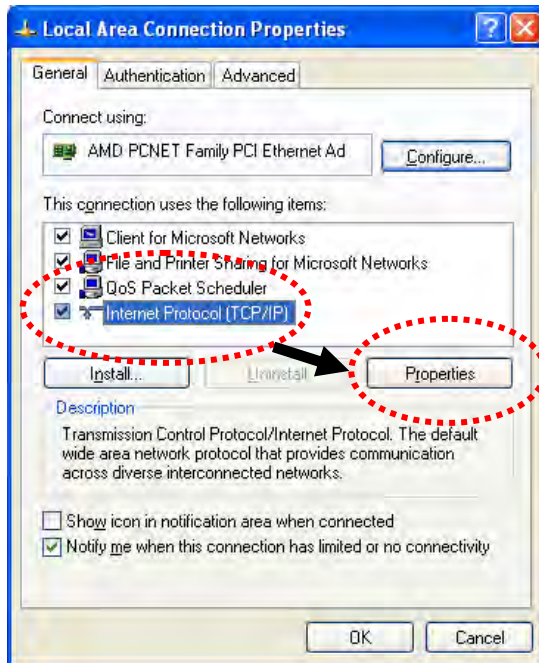 Local Area Connection Properties
General Authentication Advanced
Connect using:
AMD PCNET Family PCI Ethernet Ad Configure...
This connection uses the following items:
Client for Microsoft Networks
File and Printer Sharing for Microsoft Networks
QoS Packet Scheduler
Internet Protocol (TCP/IP)
Install... Uninstall Properties
Description
Transmission Control Protocol/Internet Protocol. The default
wide area network protocol that provides communication
across diverse interconnected networks.
Show icon in notification area when connected
Notify me when this connection has limited or no connectivity
OK Cancel